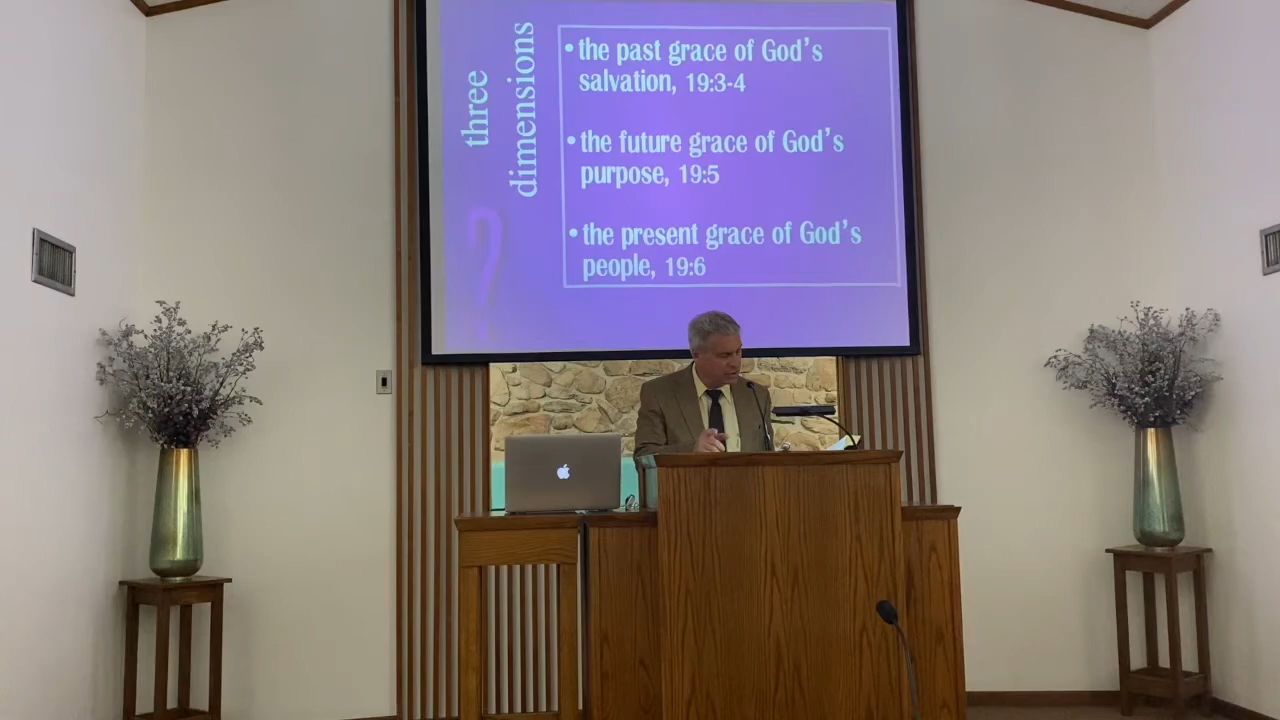 three
dimensions
• the past grace of God's
salvation, 19:3-4
• the future grace of God's
purpose, 19:5
• the present grace of God's
people, 19:6
?